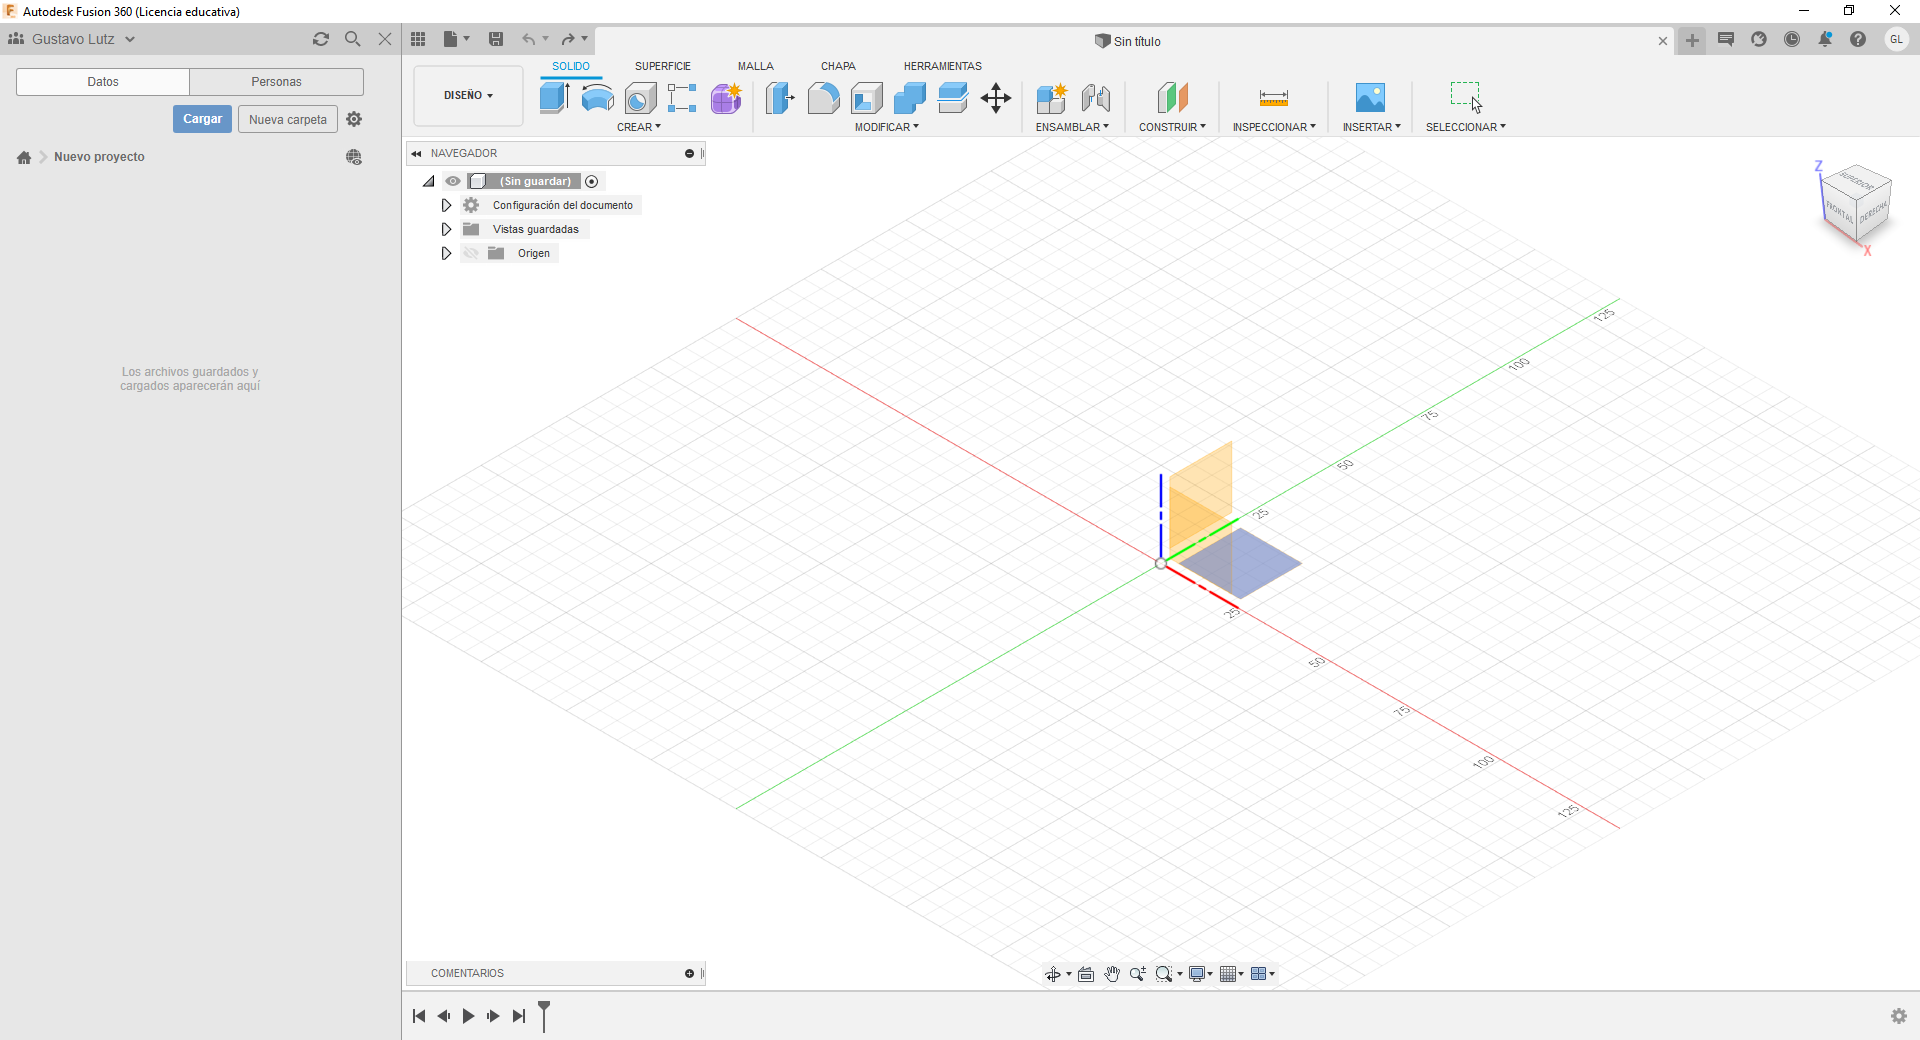 Autodesk Fusion 360 (Licencia educativa)
Gustavo Lutz
Sin título
GL
Datos
Personas
Cargar
Nueva carpeta
Nuevo proyecto
Los archivos guardados y
cargados aparecerán aquí
DISEÑO
SOLIDO
SUPERFICIE
MALLA
CHAPA
HERRAMIENTAS
CREAR
MODIFICAR
ENSAMBLAR
CONSTRUIR
INSPECCIONAR
INSERTAR
SELECCIONAR
NAVEGADOR
(Sin guardar)
Configuración del documento
Vistas guardadas
Origen
Z
SUPERIOR
FRONTAL
DERECHA
X
125
100
75
50
25
25
50
75
100
125
COMENTARIOS